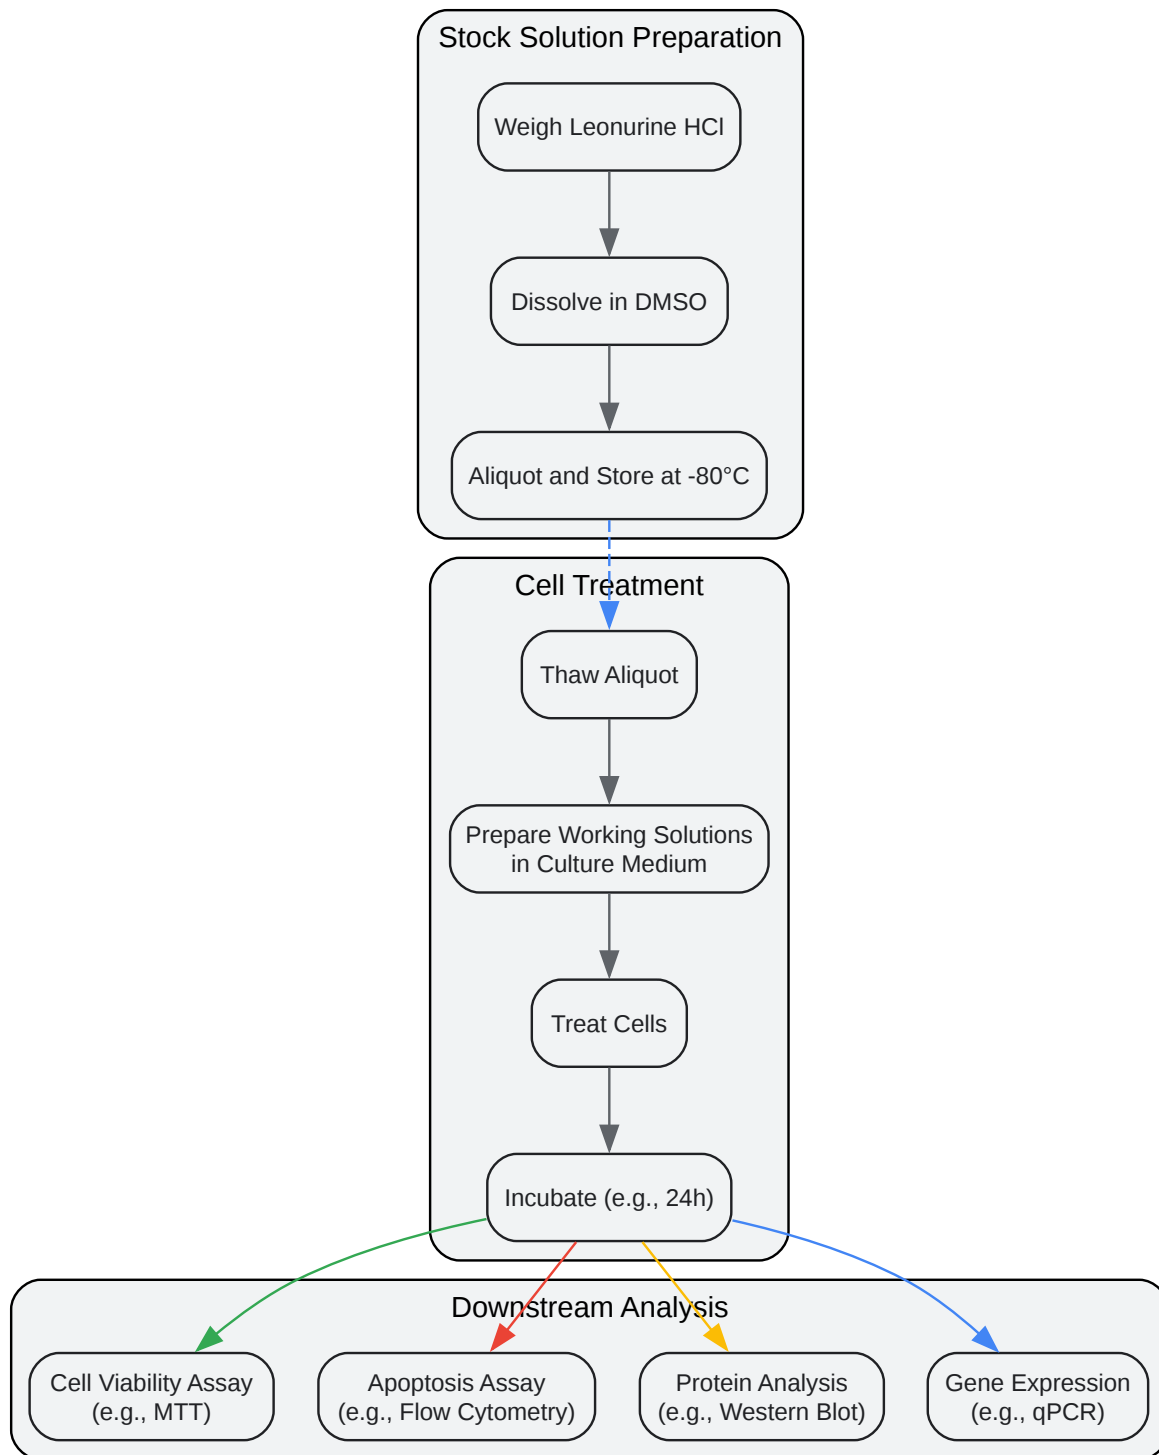 Stock Solution Preparation
Weigh Leonurine HCl
Dissolve in DMSO
Aliquot and Store at -80°C
Cell Treatment
Thaw Aliquot
Prepare Working Solutions
in Culture Medium
Treat Cells
Incubate (e.g., 24h)
Downstream Analysis
Cell Viability Assay
(e.g., MTT)
Apoptosis Assay
(e.g., Flow Cytometry)
Protein Analysis
(e.g., Western Blot)
Gene Expression
(e.g., qPCR)